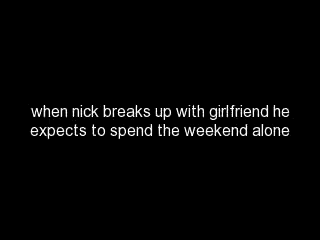 when nick breaks up with girlfriend he
expects to spend the weekend alone